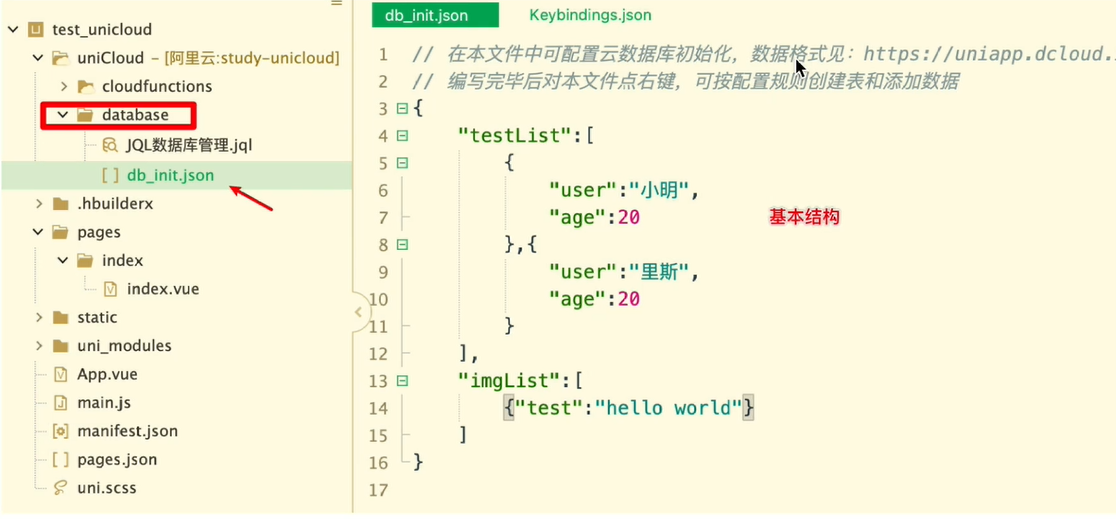 test_unicloud
uniCloud – [阿里云:study-unicloud]
cloudfunctions
database
JQL数据库管理.jql
[ ] db_init.json
.hbuilderx
pages
index
index.vue
static
uni_modules
App.vue
main.js
manifest.json
[ ] pages.json
uni.scss
db_init.json
Keybindings.json
1 // 在本文件中可配置云数据库初始化，数据格式见：https://uniapp.dcloud.
2 // 编写完毕后对本文件点右键，可按配置规则创建表和添加数据
3 {
4 "testList":[
5 {
6 "user":"小明",
7 "age":20
8 },{
9 "user":"里斯",
10 "age":20
11 }
12 ],
13 "imgList":[
14 {"test":"hello world"}
15 ]
16 }
17
基本结构